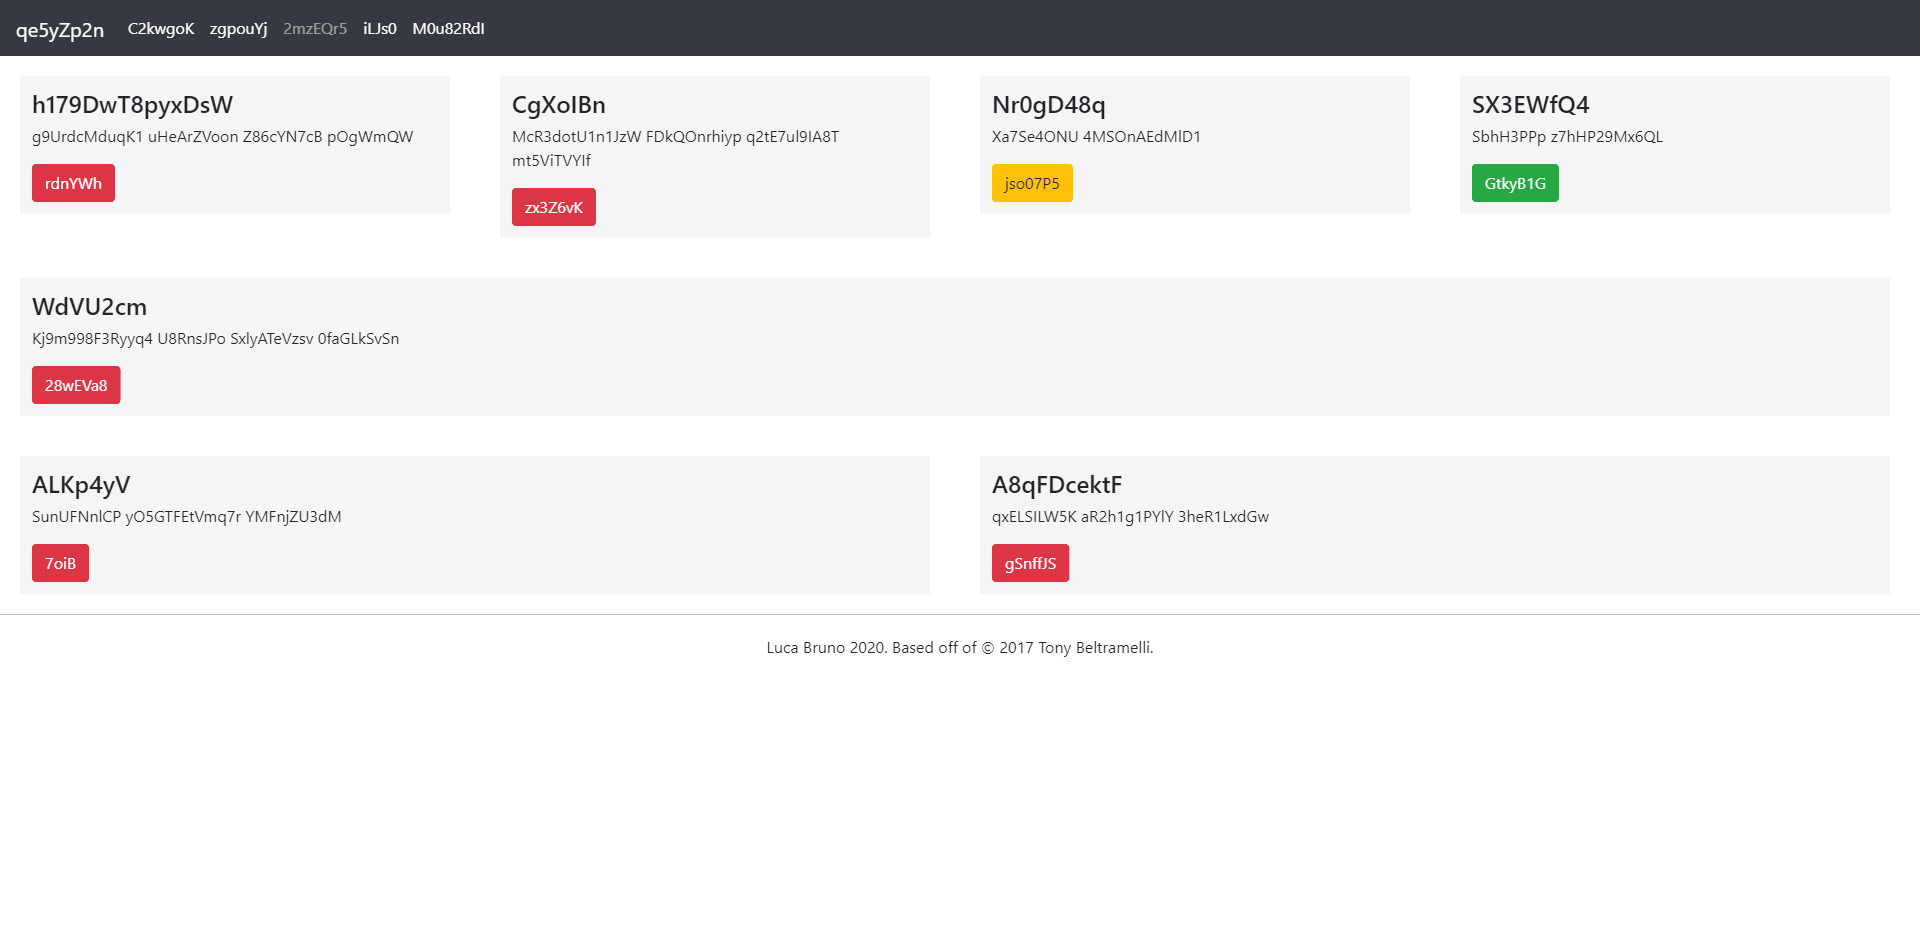 qe5yZp2n C2kwgoK zgpouYj 2mzEQr5 iLJs0 M0u82RdI
h179DwT8pyxDsW
g9UrdcMduqK1 uHeArZVoon Z86cYN7cB pOgWmQW
rdnYWh
CgXoIBn
McR3dotU1n1JzW FDkQOnrhiyp q2tE7ul9IA8T
mt5ViTVYIf
zx3Z6vK
Nr0gD48q
Xa7Se4ONU 4MSOnAEdMlD1
jso07P5
SX3EWfQ4
SbhH3PPp z7hHP29Mx6QL
GtkyB1G
WdVU2cm
Kj9m998F3Ryyq4 U8RnsJPo SxlyATeVzsv 0faGLkSvSn
28wEVa8
ALKp4yV
SunUFNnlCP yO5GTFEtVmq7r YMFnjZU3dM
7oiB
A8qFDcektF
qxELSILW5K aR2h1g1PYlY 3heR1LxdGw
gSnffJS
Luca Bruno 2020. Based off of © 2017 Tony Beltramelli.